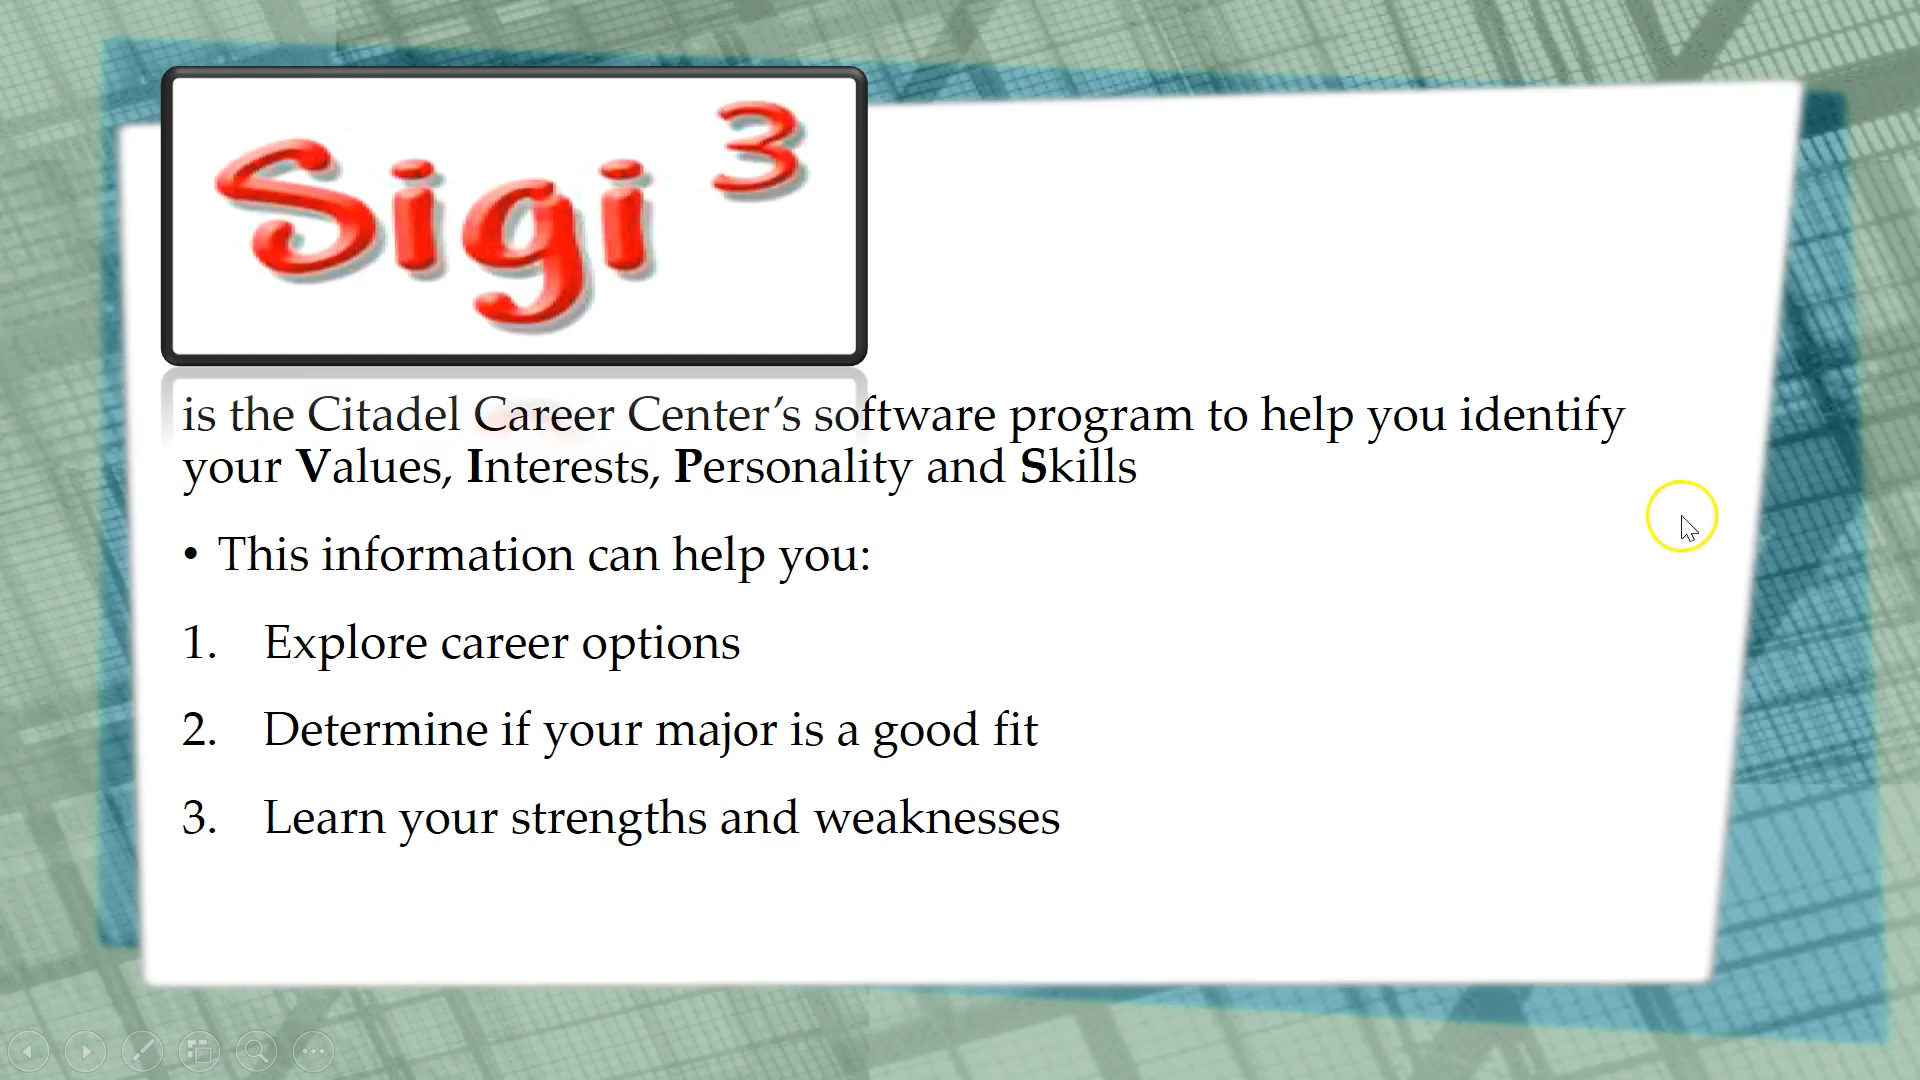 Sigi 3
is the Citadel Career Center’s software program to help you identify
your Values, Interests, Personality and Skills
• This information can help you:
1. Explore career options
2. Determine if your major is a good fit
3. Learn your strengths and weaknesses